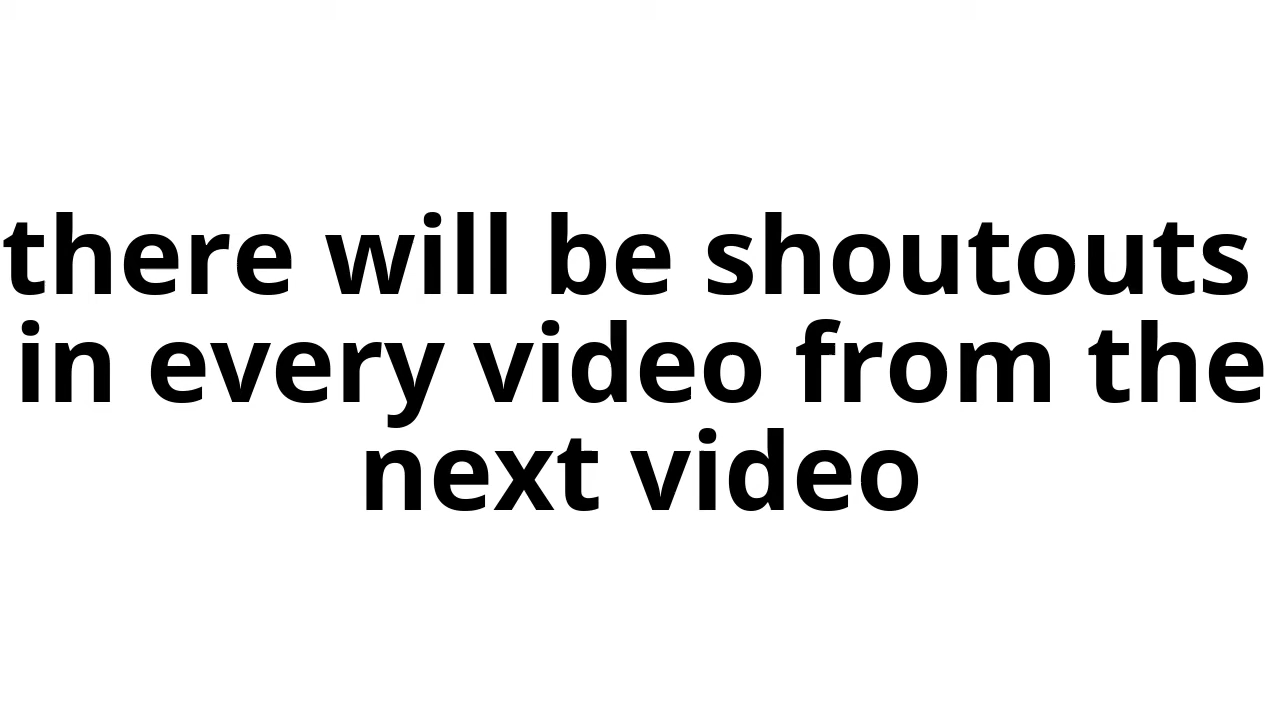 there will be shoutouts
in every video from the
next video